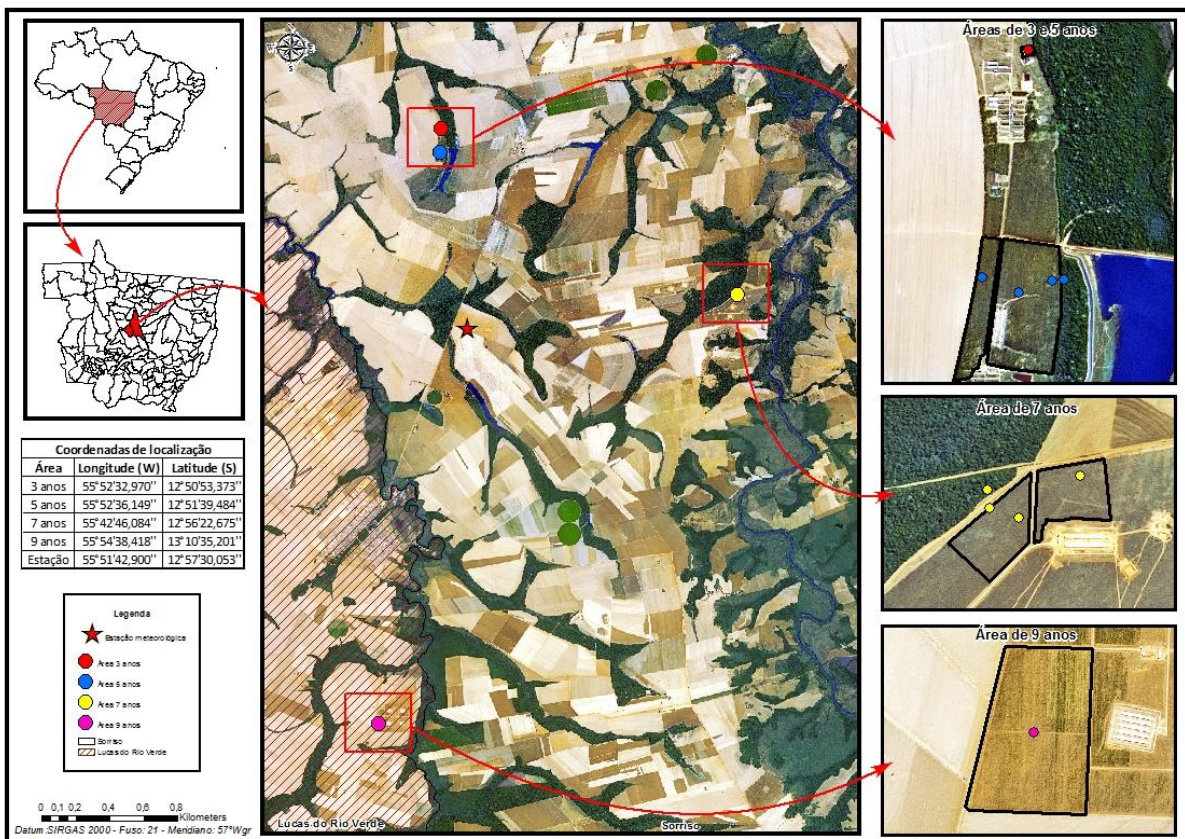 N
E
S
Áreas de 3 e 5 anos
Área de 7 anos
Área de 9 anos
Coordenadas de localização
Área Longitude (W) Latitude (S)
3 anos 55°52'32,970'' 12°50'53,373''
5 anos 55°52'36,149'' 12°51'39,484''
7 anos 55°42'46,084'' 12°56'22,675''
9 anos 55°54'38,418'' 13°10'35,201''
Estação 55°51'42,900'' 12°57'30,053''
Legenda
Estação meteorológica
Área 3 anos
Área 5 anos
Área 7 anos
Área 9 anos
Sorriso
Lucas do Rio Verde
0 0,1 0,2 0,4 0,6 0,8
Kilometers
Datum:SIRGAS 2000 - Fuso: 21 - Meridiano: 57°Wgr
Lucas do Rio Verde
Sorriso